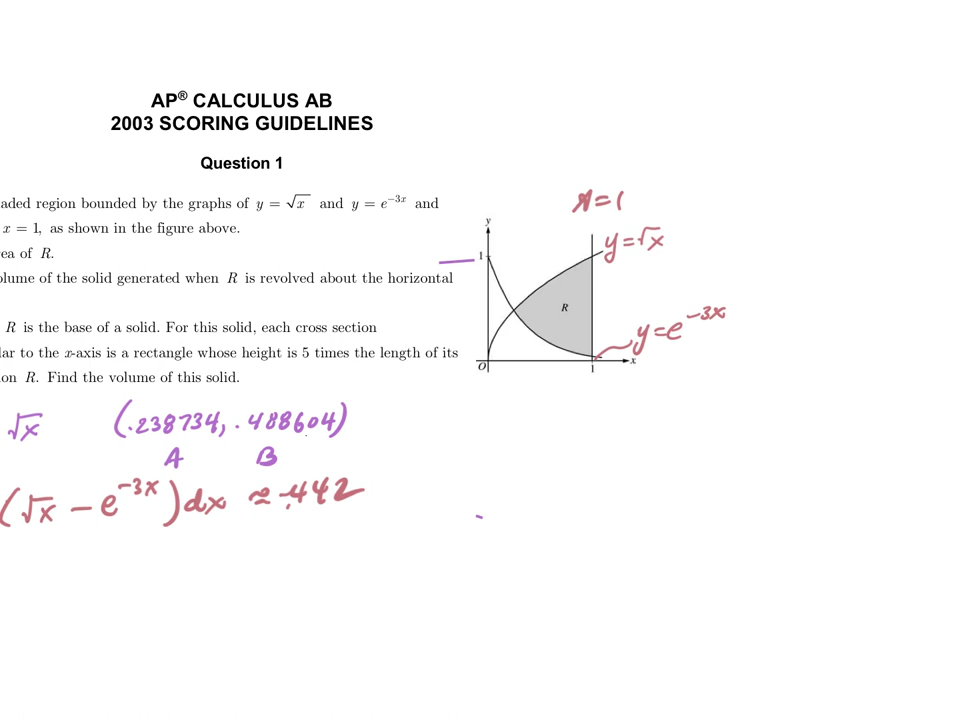 AP® CALCULUS AB
2003 SCORING GUIDELINES
Question 1
aded region bounded by the graphs of y = √x and y = e^{-3x} and
x = 1, as shown in the figure above.
rea of R.
olume of the solid generated when R is revolved about the horizontal
R is the base of a solid. For this solid, each cross section
lar to the x-axis is a rectangle whose height is 5 times the length of its
ion R. Find the volume of this solid.
x = 1
y
y = √x
1
R
y = e^{-3x}
O
1
x
√x (.238734, .488604)
A B
(√x − e^{-3x}) dx ≈ .442